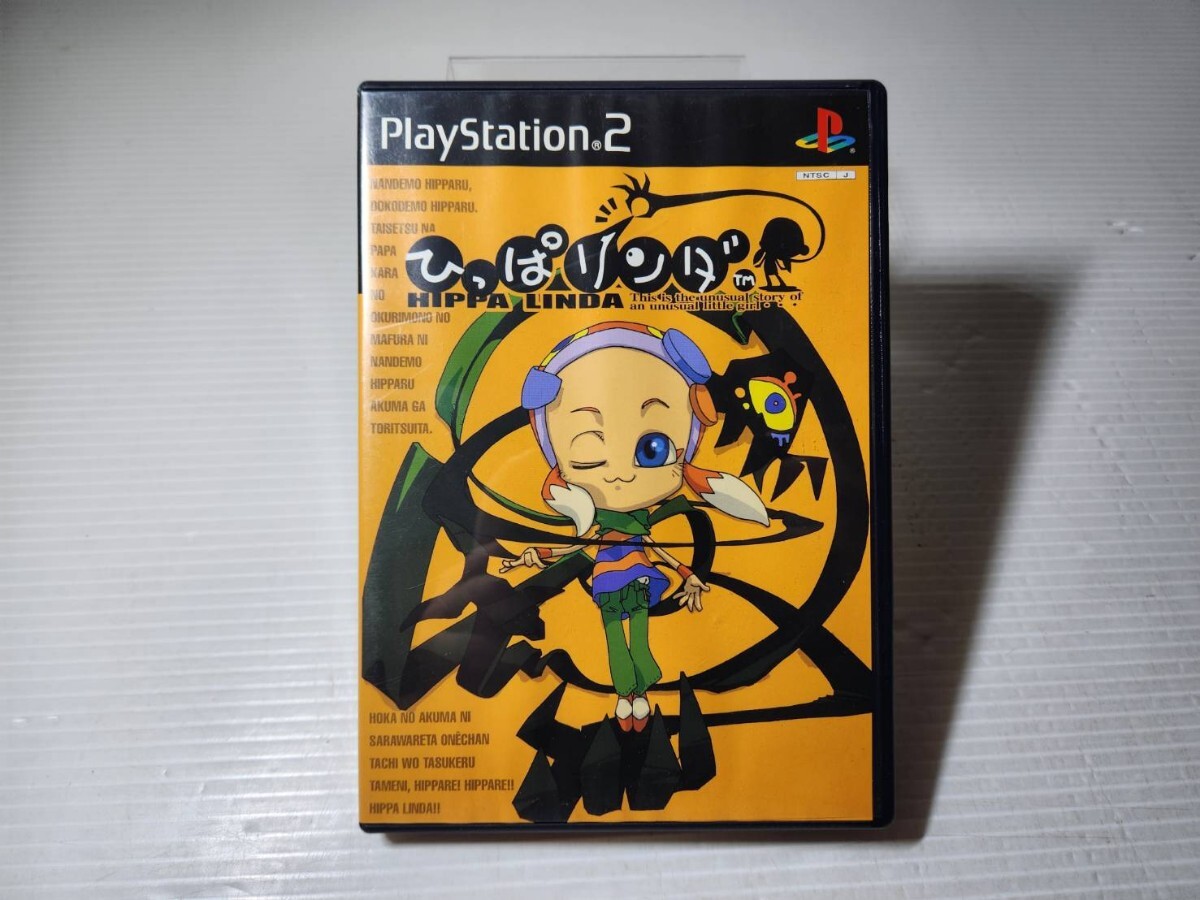 PlayStation®2
NTSC J
NANDEMO HIPPARU,
DOKODEMO HIPPARU.
TAISETSU NA
PAPA
KARA
NO
OKURIMONO NO
MAFURA NI
NANDEMO
HIPPARU
AKUMA GA
TORITSUITA.
ひっぱリンダ™
HIPPA LINDA
This is the unusual story of
an unusual little girl...
HOKA NO AKUMA NI
SARAWARETA ONÊCHAN
TACHI WO TASUKERU
TAMENI, HIPPARE! HIPPARE!!
HIPPA LINDA!!